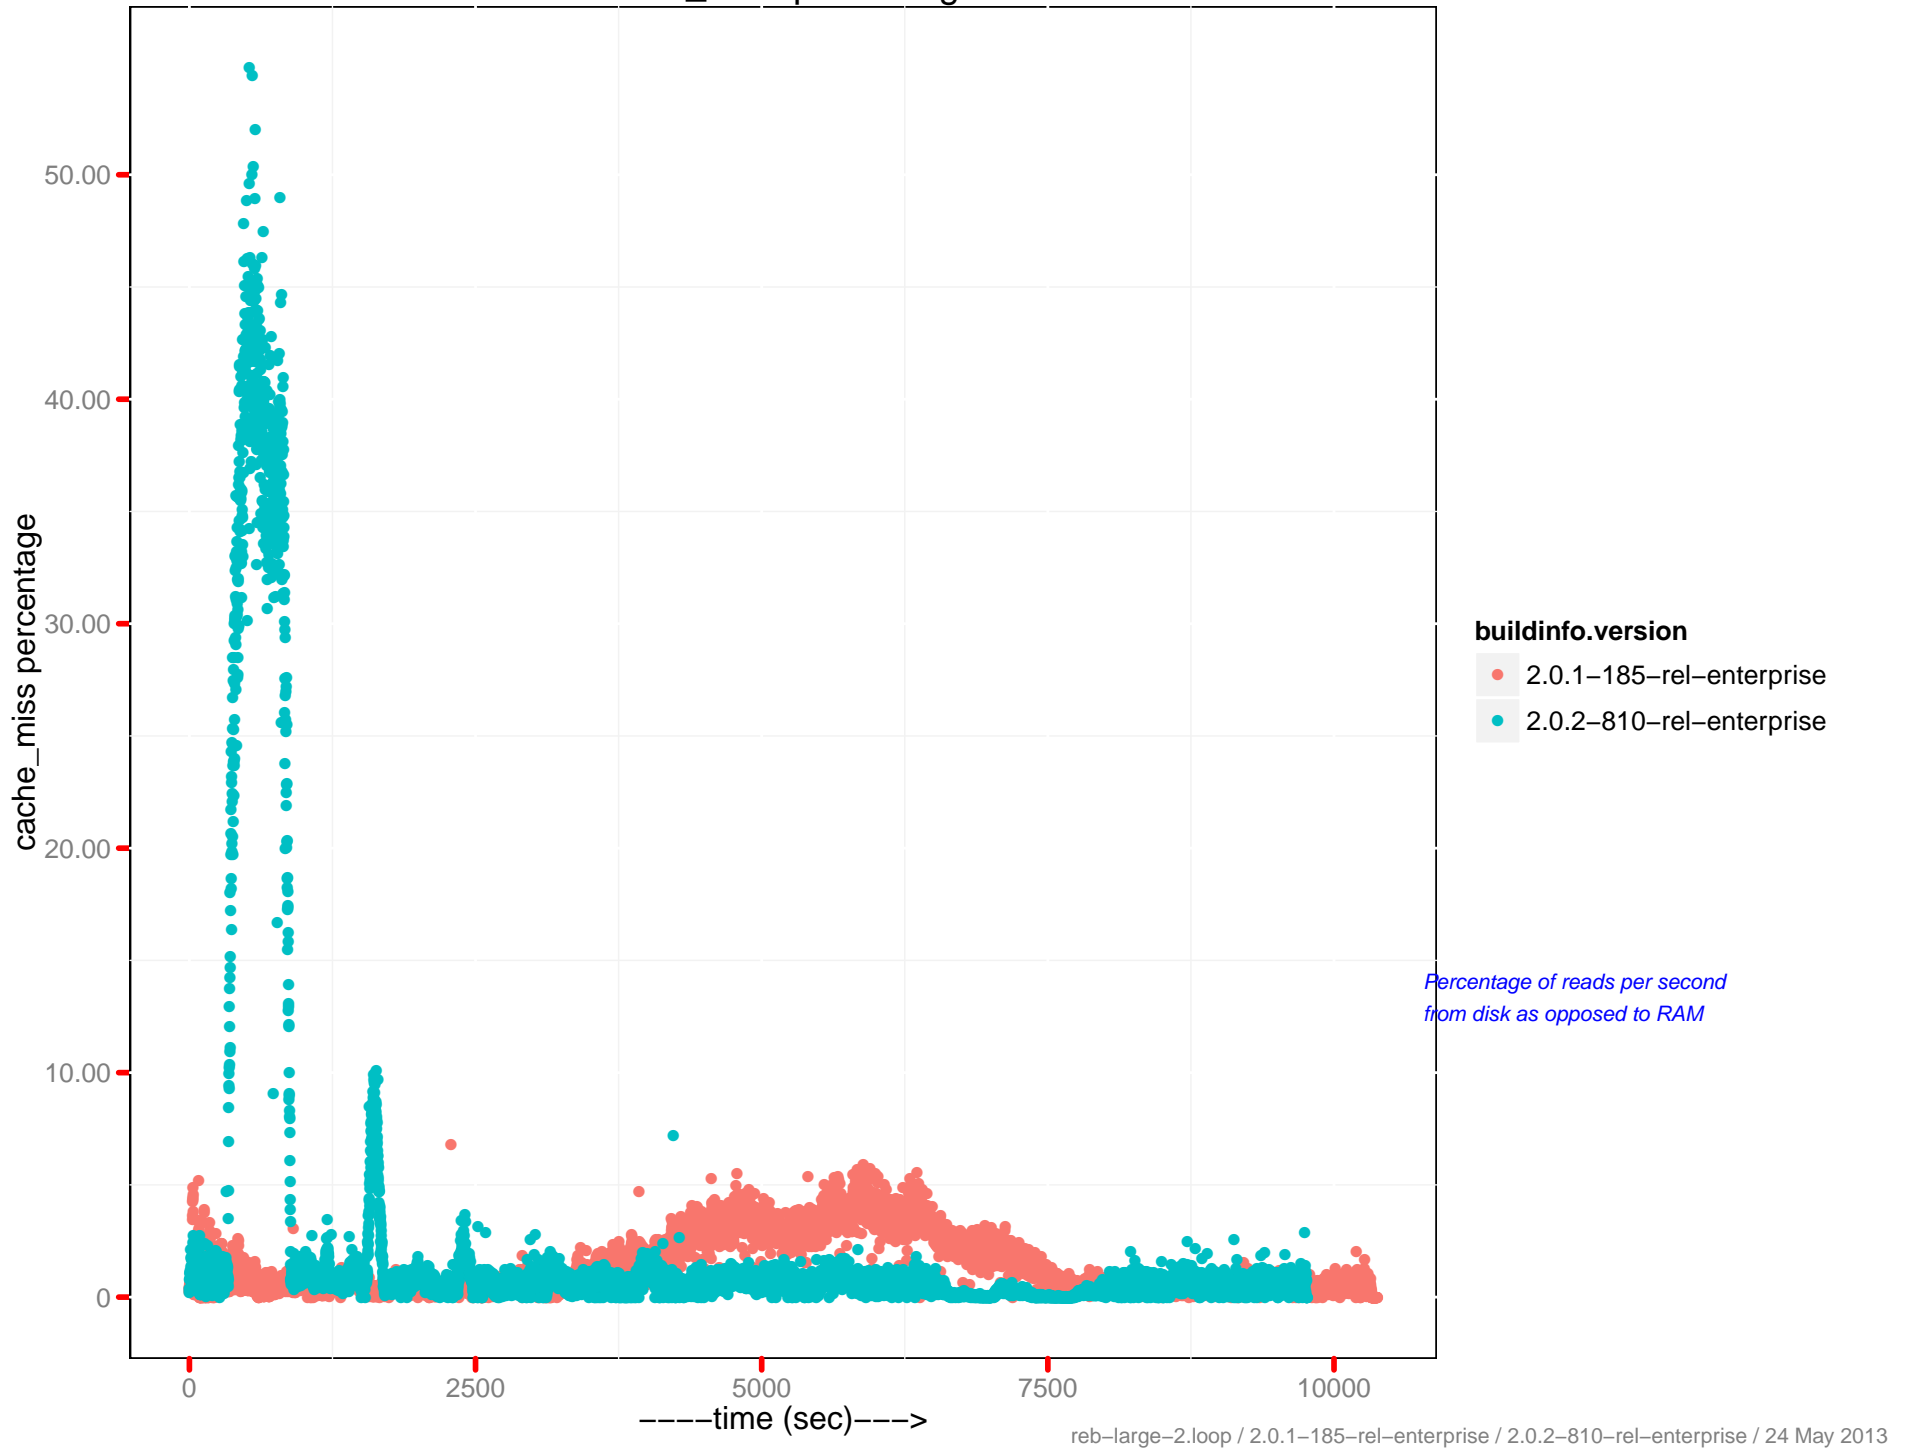 50.00
40.00
30.00
20.00
10.00
0
cache_miss percentage
0 2500 5000 7500 10000
----time (sec)--->
buildinfo.version
2.0.1-185-rel-enterprise
2.0.2-810-rel-enterprise
Percentage of reads per second
from disk as opposed to RAM
reb-large-2.loop / 2.0.1-185-rel-enterprise / 2.0.2-810-rel-enterprise / 24 May 2013